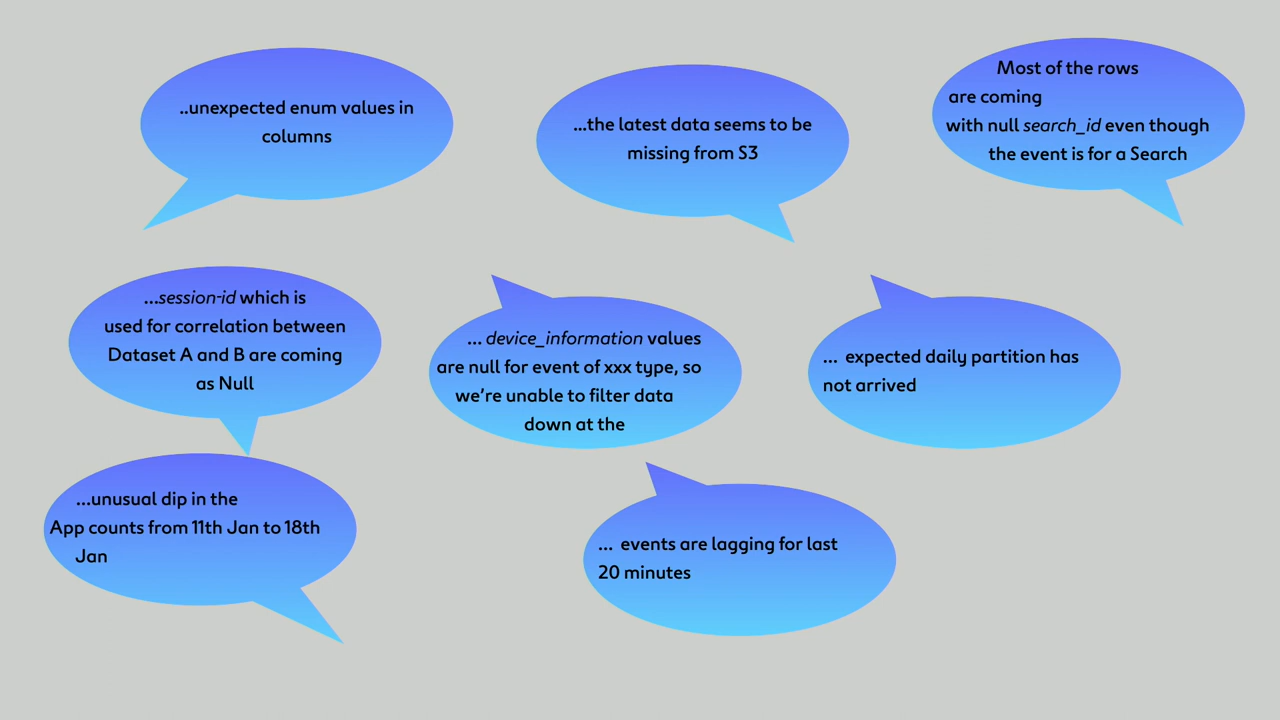 ..unexpected enum values in
columns
...the latest data seems to be
missing from S3
Most of the rows
are coming
with null search_id even though
the event is for a Search
...session-id which is
used for correlation between
Dataset A and B are coming
as Null
... device_information values
are null for event of xxx type, so
we're unable to filter data
down at the
... expected daily partition has
not arrived
...unusual dip in the
App counts from 11th Jan to 18th
Jan
... events are lagging for last
20 minutes